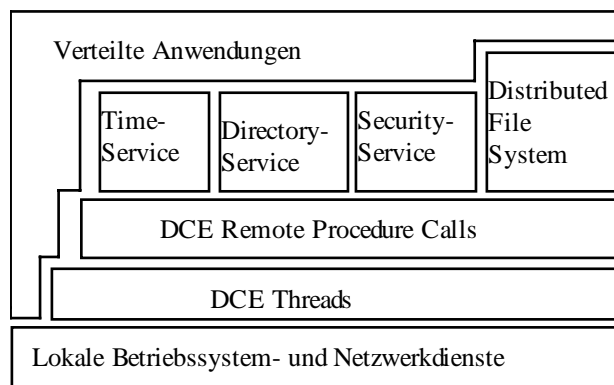 Verteilte Anwendungen
Time-
Service
Directory-
Service
Security-
Service
Distributed
File
System
DCE Remote Procedure Calls
DCE Threads
Lokale Betriebssystem- und Netzwerkdienste